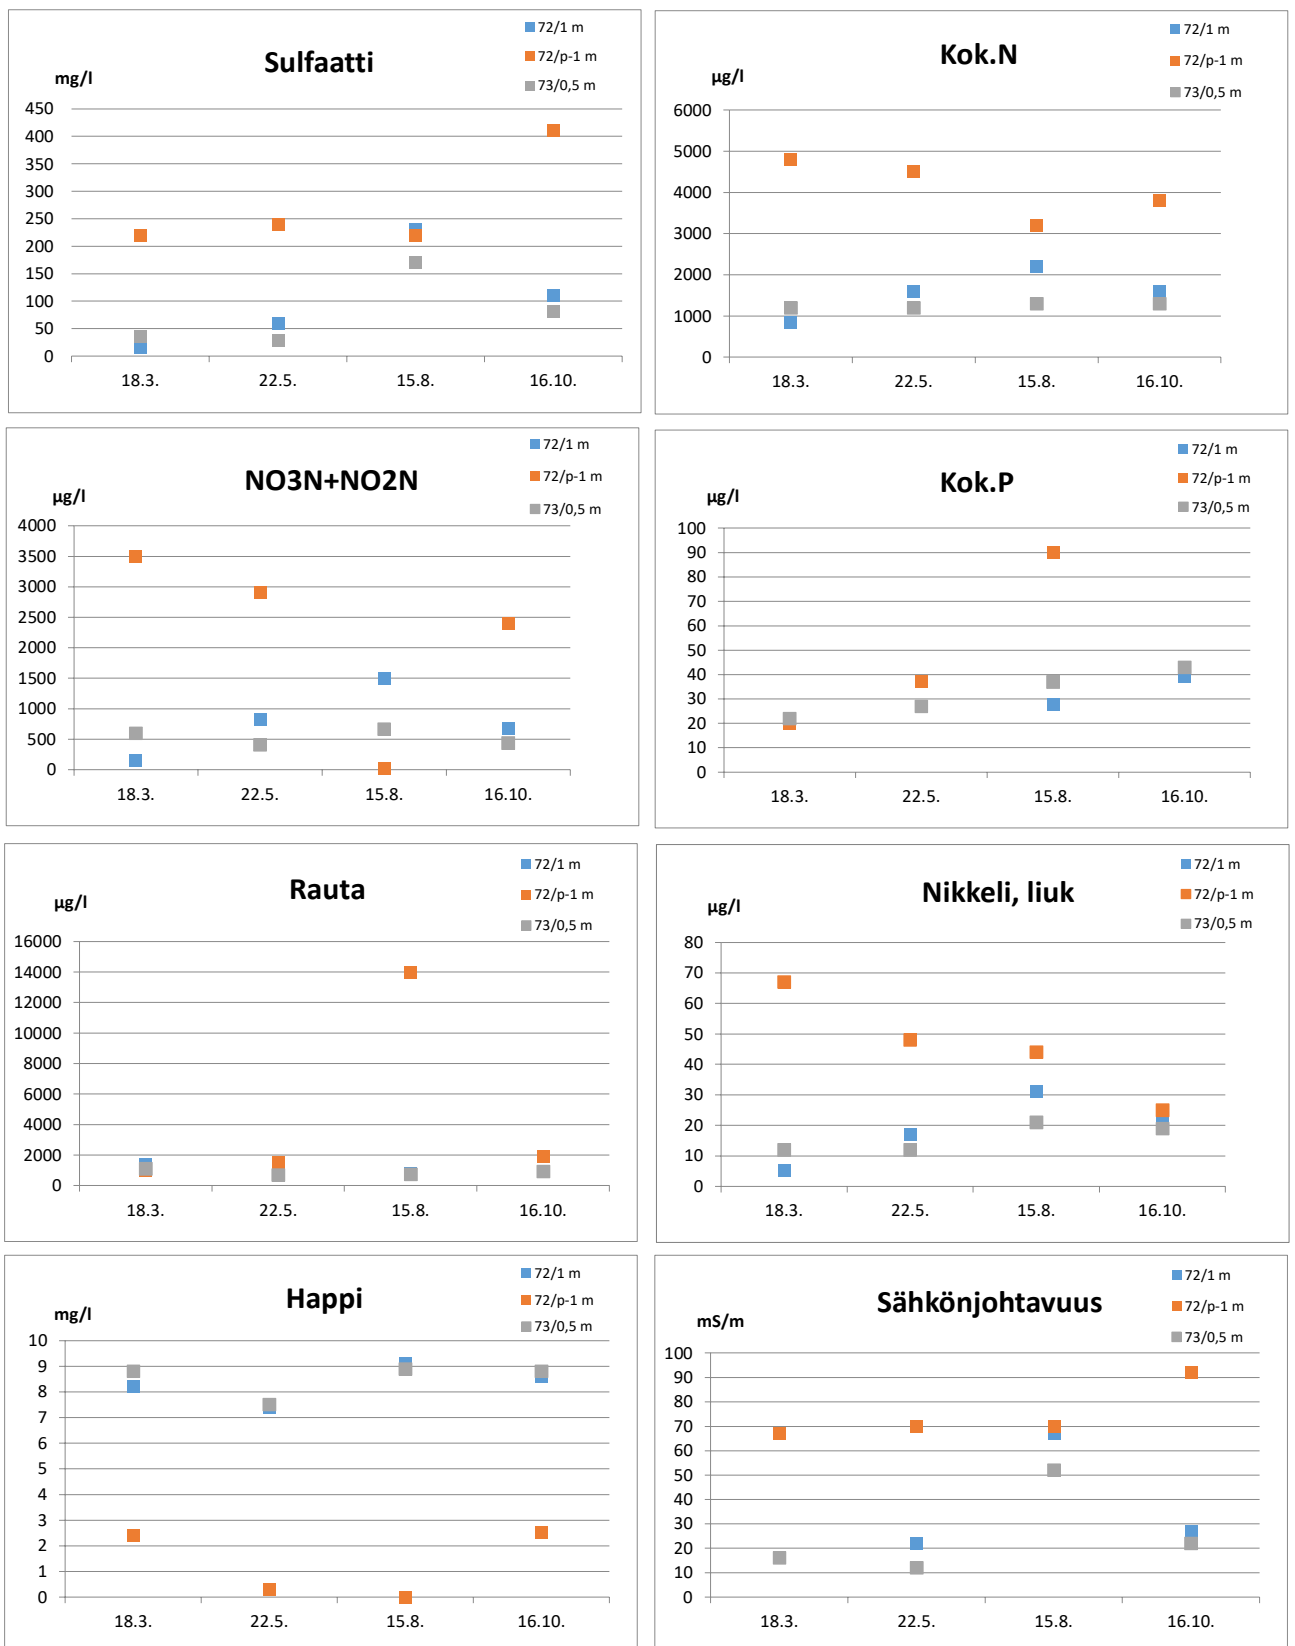 Sulfaatti
mg/l
72/1 m
72/p-1 m
73/0,5 m
450
400
350
300
250
200
150
100
50
0
18.3. 22.5. 15.8. 16.10.
Kok.N
µg/l
72/1 m
72/p-1 m
73/0,5 m
6000
5000
4000
3000
2000
1000
0
18.3. 22.5. 15.8. 16.10.
NO3N+NO2N
µg/l
72/1 m
72/p-1 m
73/0,5 m
4000
3500
3000
2500
2000
1500
1000
500
0
18.3. 22.5. 15.8. 16.10.
Kok.P
µg/l
72/1 m
72/p-1 m
73/0,5 m
100
90
80
70
60
50
40
30
20
10
0
18.3. 22.5. 15.8. 16.10.
Rauta
µg/l
72/1 m
72/p-1 m
73/0,5 m
16000
14000
12000
10000
8000
6000
4000
2000
0
18.3. 22.5. 15.8. 16.10.
Nikkeli, liuk
µg/l
72/1 m
72/p-1 m
73/0,5 m
80
70
60
50
40
30
20
10
0
18.3. 22.5. 15.8. 16.10.
Happi
mg/l
72/1 m
72/p-1 m
73/0,5 m
10
9
8
7
6
5
4
3
2
1
0
18.3. 22.5. 15.8. 16.10.
Sähkönjohtavuus
mS/m
72/1 m
72/p-1 m
73/0,5 m
100
90
80
70
60
50
40
30
20
10
0
18.3. 22.5. 15.8. 16.10.